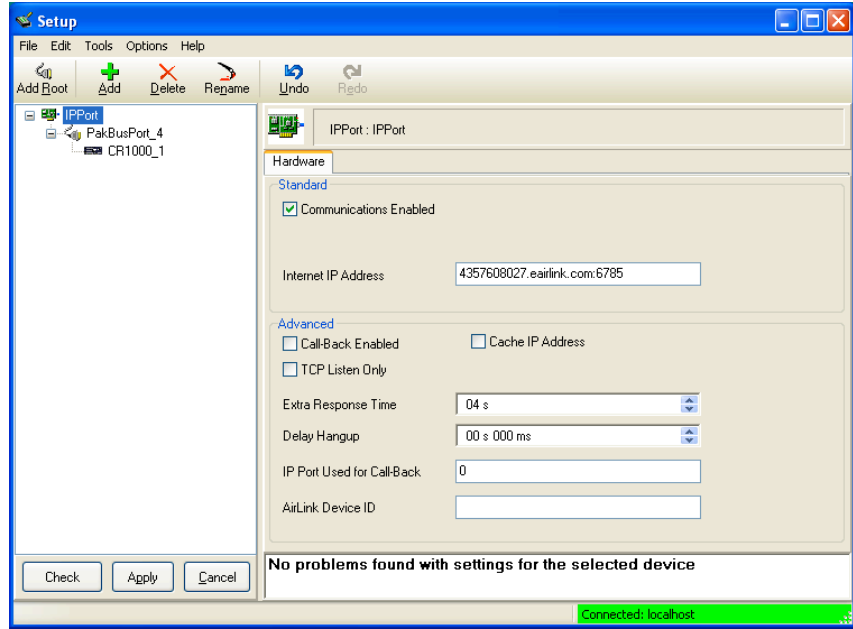 Setup
File Edit Tools Options Help
Add Root Add Delete Rename Undo Redo
IPPort
PakBusPort_4
CR1000_1
IPPort : IPPort
Hardware
Standard
Communications Enabled
Internet IP Address 4357608027.eairlink.com:6785
Advanced
Call-Back Enabled Cache IP Address
TCP Listen Only
Extra Response Time 04 s
Delay Hangup 00 s 000 ms
IP Port Used for Call-Back 0
AirLink Device ID
No problems found with settings for the selected device
Check Apply Cancel
Connected: localhost